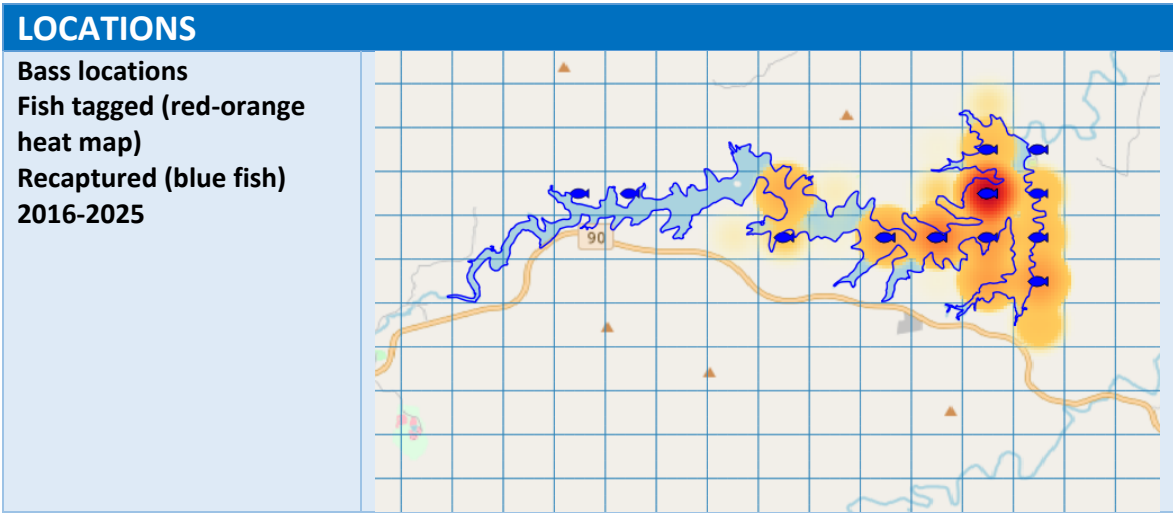 LOCATIONS
Bass locations
Fish tagged (red-orange
heat map)
Recaptured (blue fish)
2016-2025
90